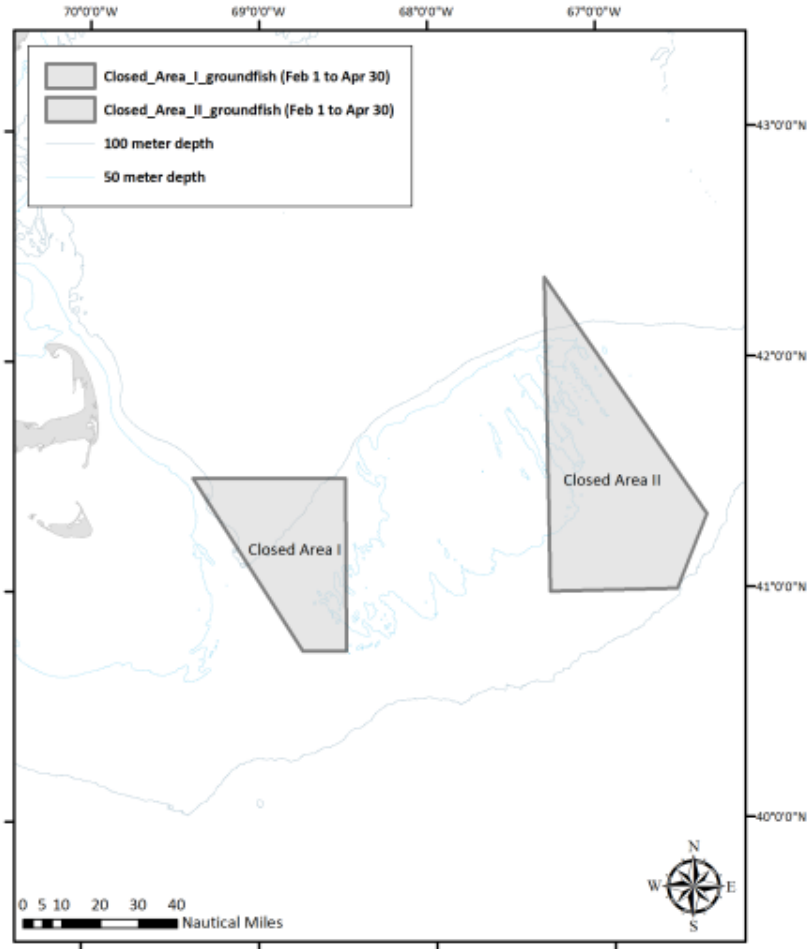 70°0'0"W 69°0'0"W 68°0'0"W 67°0'0"W
Closed_Area_I_groundfish (Feb 1 to Apr 30)
Closed_Area_II_groundfish (Feb 1 to Apr 30)
100 meter depth
50 meter depth
43°0'0"N
42°0'0"N
Closed Area II
Closed Area I
41°0'0"N
40°0'0"N
N
W E
S
0 5 10 20 30 40
Nautical Miles